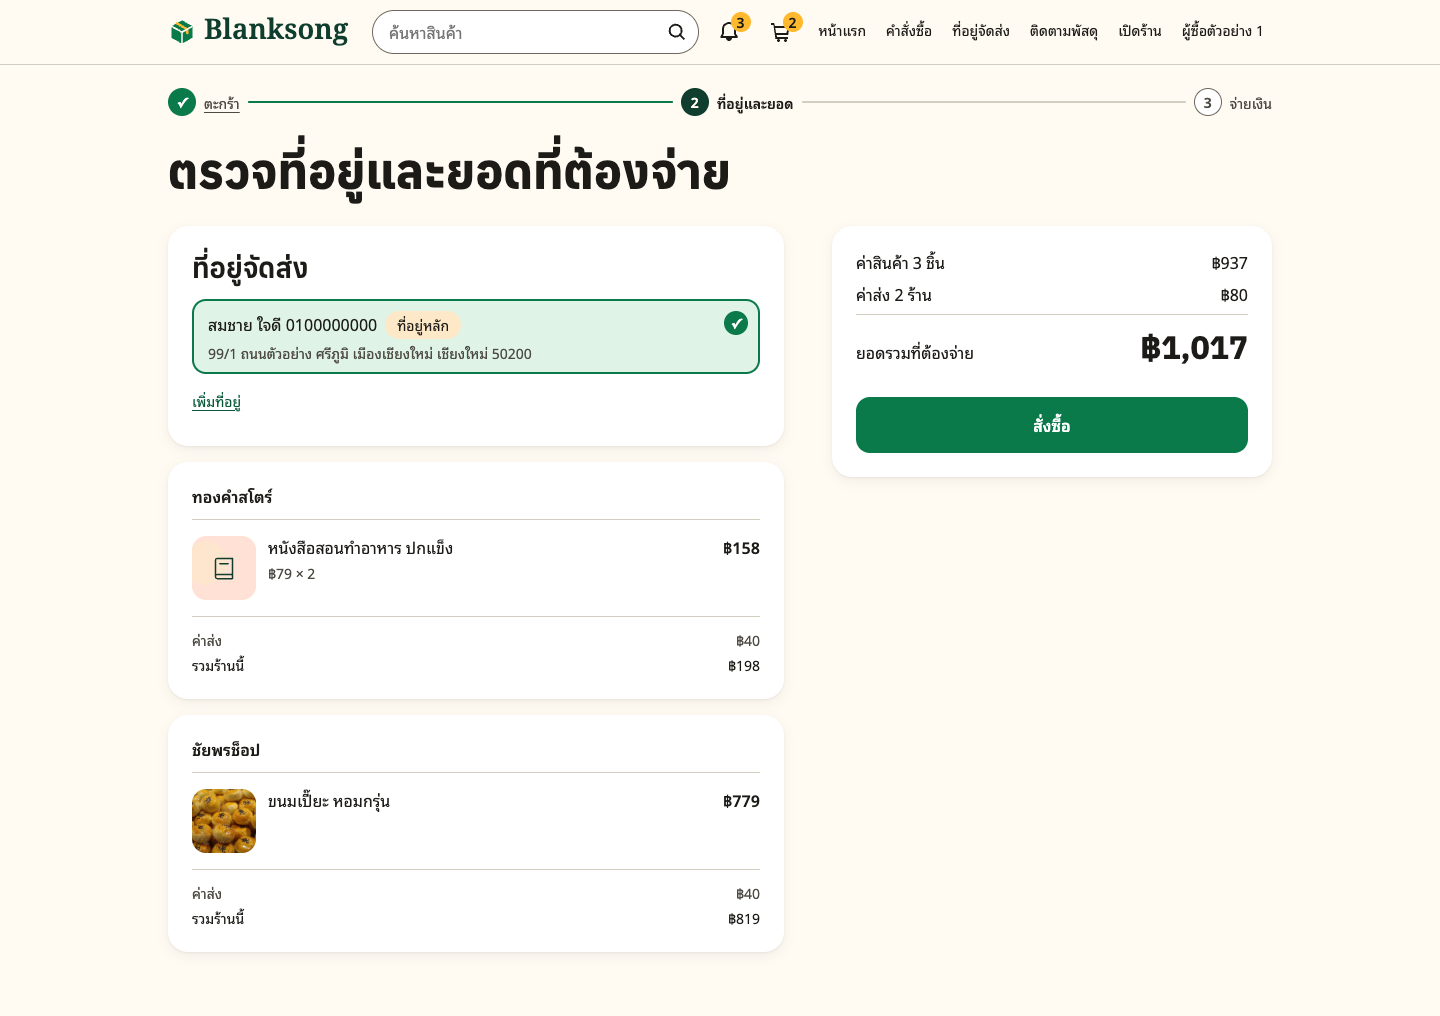 Blanksong
ค้นหาสินค้า
3
2
หน้าแรก
คำสั่งซื้อ
ที่อยู่จัดส่ง
ติดตามพัสดุ
เปิดร้าน
ผู้ซื้อตัวอย่าง 1
ตะกร้า
2 ที่อยู่และยอด
3 จ่ายเงิน
ตรวจที่อยู่และยอดที่ต้องจ่าย
ที่อยู่จัดส่ง
สมชาย ใจดี 0100000000 ที่อยู่หลัก
99/1 ถนนตัวอย่าง ศรีภูมิ เมืองเชียงใหม่ เชียงใหม่ 50200
เพิ่มที่อยู่
ทองคำสโตร์
หนังสือสอนทำอาหาร ปกแข็ง ฿158
฿79 × 2
ค่าส่ง ฿40
รวมร้านนี้ ฿198
ชัยพรช็อป
ขนมเปี๊ยะ หอมกรุ่น ฿779
ค่าส่ง ฿40
รวมร้านนี้ ฿819
ค่าสินค้า 3 ชิ้น ฿937
ค่าส่ง 2 ร้าน ฿80
ยอดรวมที่ต้องจ่าย ฿1,017
สั่งซื้อ